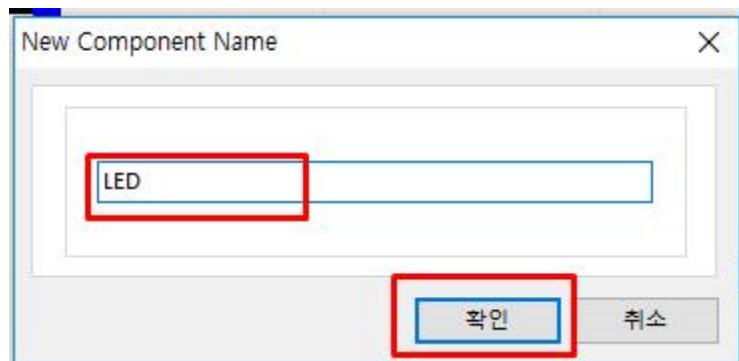 New Component Name
LED
확인 취소